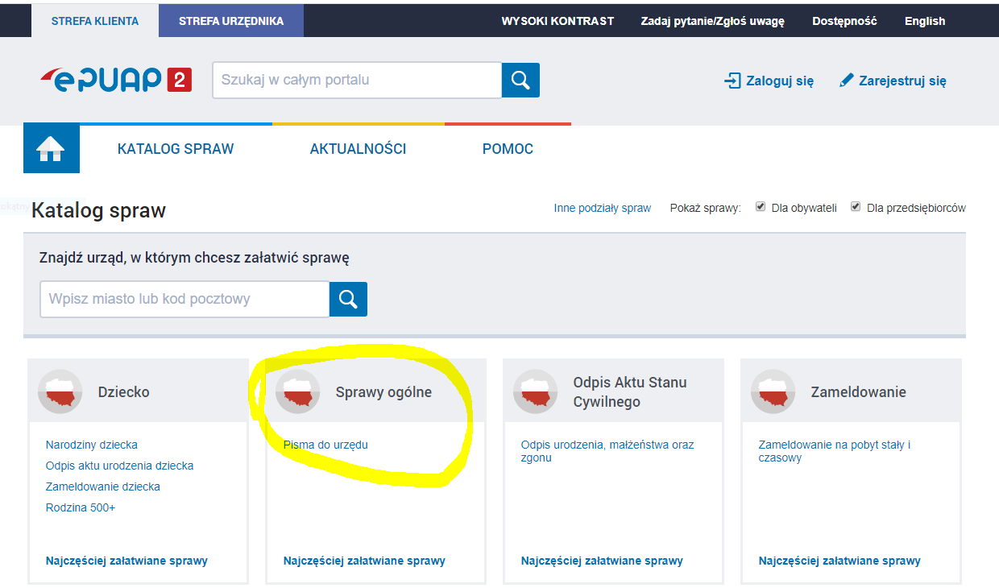 STREFA KLIENTA STREFA URZĘDNIKA WYSOKI KONTRAST Zadaj pytanie/Zgłoś uwagę Dostępność English
ePUAP 2 Szukaj w całym portalu Zaloguj się Zarejestruj się
KATALOG SPRAW AKTUALNOŚCI POMOC
Katalog spraw Inne podziały spraw Pokaż sprawy: Dla obywateli Dla przedsiębiorców
Znajdź urząd, w którym chcesz załatwić sprawę
Wpisz miasto lub kod pocztowy
Dziecko
Narodziny dziecka
Odpis aktu urodzenia dziecka
Zameldowanie dziecka
Rodzina 500+
Najczęściej załatwiane sprawy
Sprawy ogólne
Pisma do urzędu
Najczęściej załatwiane sprawy
Odpis Aktu Stanu
Cywilnego
Odpis urodzenia, małżeństwa oraz
zgonu
Najczęściej załatwiane sprawy
Zameldowanie
Zameldowanie na pobyt stały i
czasowy
Najczęściej załatwiane sprawy